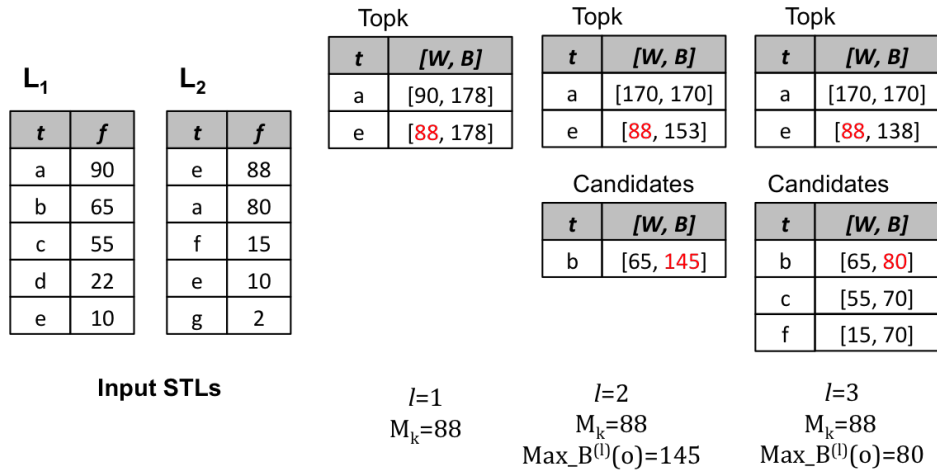 L1
t f
a 90
b 65
c 55
d 22
e 10
L2
t f
e 88
a 80
f 15
e 10
g 2
Input STLs
Topk
t [W, B]
a [90, 178]
e [88, 178]
l=1
Mk=88
Topk
t [W, B]
a [170, 170]
e [88, 153]
Candidates
t [W, B]
b [65, 145]
l=2
Mk=88
Max_B(l)(o)=145
Topk
t [W, B]
a [170, 170]
e [88, 138]
Candidates
t [W, B]
b [65, 80]
c [55, 70]
f [15, 70]
l=3
Mk=88
Max_B(l)(o)=80